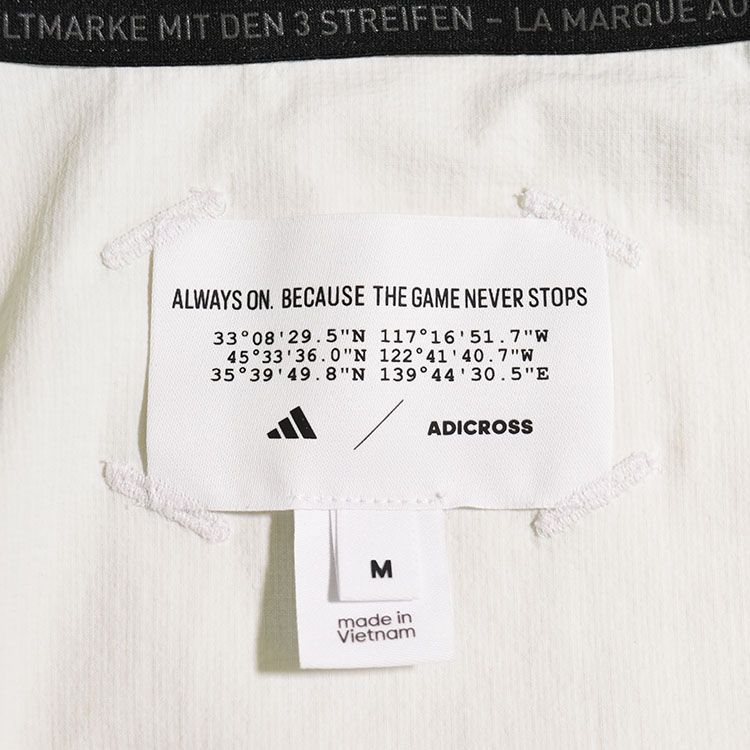 LTMARKE MIT DEN 3 STREIFEN – LA MARQUE AU
ALWAYS ON. BECAUSE THE GAME NEVER STOPS
33°08'29.5"N 117°16'51.7"W
45°33'36.0"N 122°41'40.7"W
35°39'49.8"N 139°44'30.5"E
ADICROSS
M
made in
Vietnam